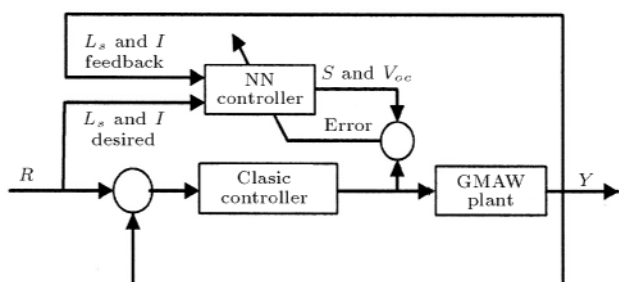 L_s and I
feedback
NN
controller
S and V_oc
L_s and I
desired
Error
R
Clasic
controller
GMAW
plant
Y